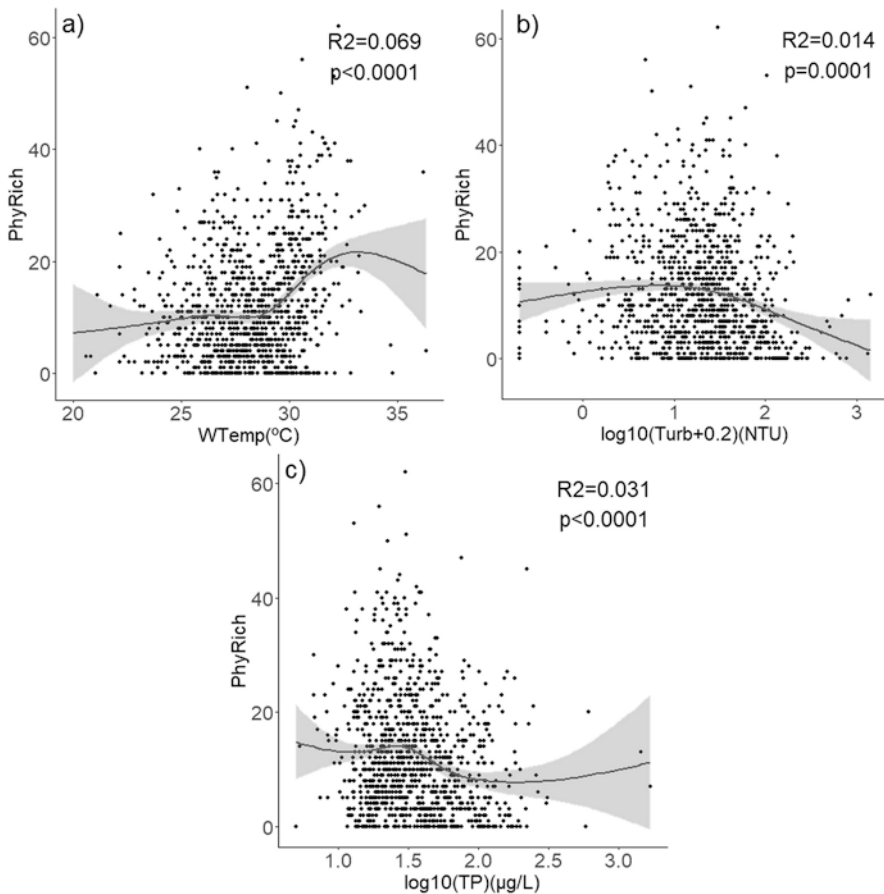 a)
R2=0.069
p<0.0001
PhyRich
60
40
20
0
20
25
30
35
WTemp(ºC)
b)
R2=0.014
p=0.0001
PhyRich
60
40
20
0
0
1
2
3
log10(Turb+0.2)(NTU)
c)
R2=0.031
p<0.0001
PhyRich
60
40
20
0
1.0
1.5
2.0
2.5
3.0
log10(TP)(µg/L)